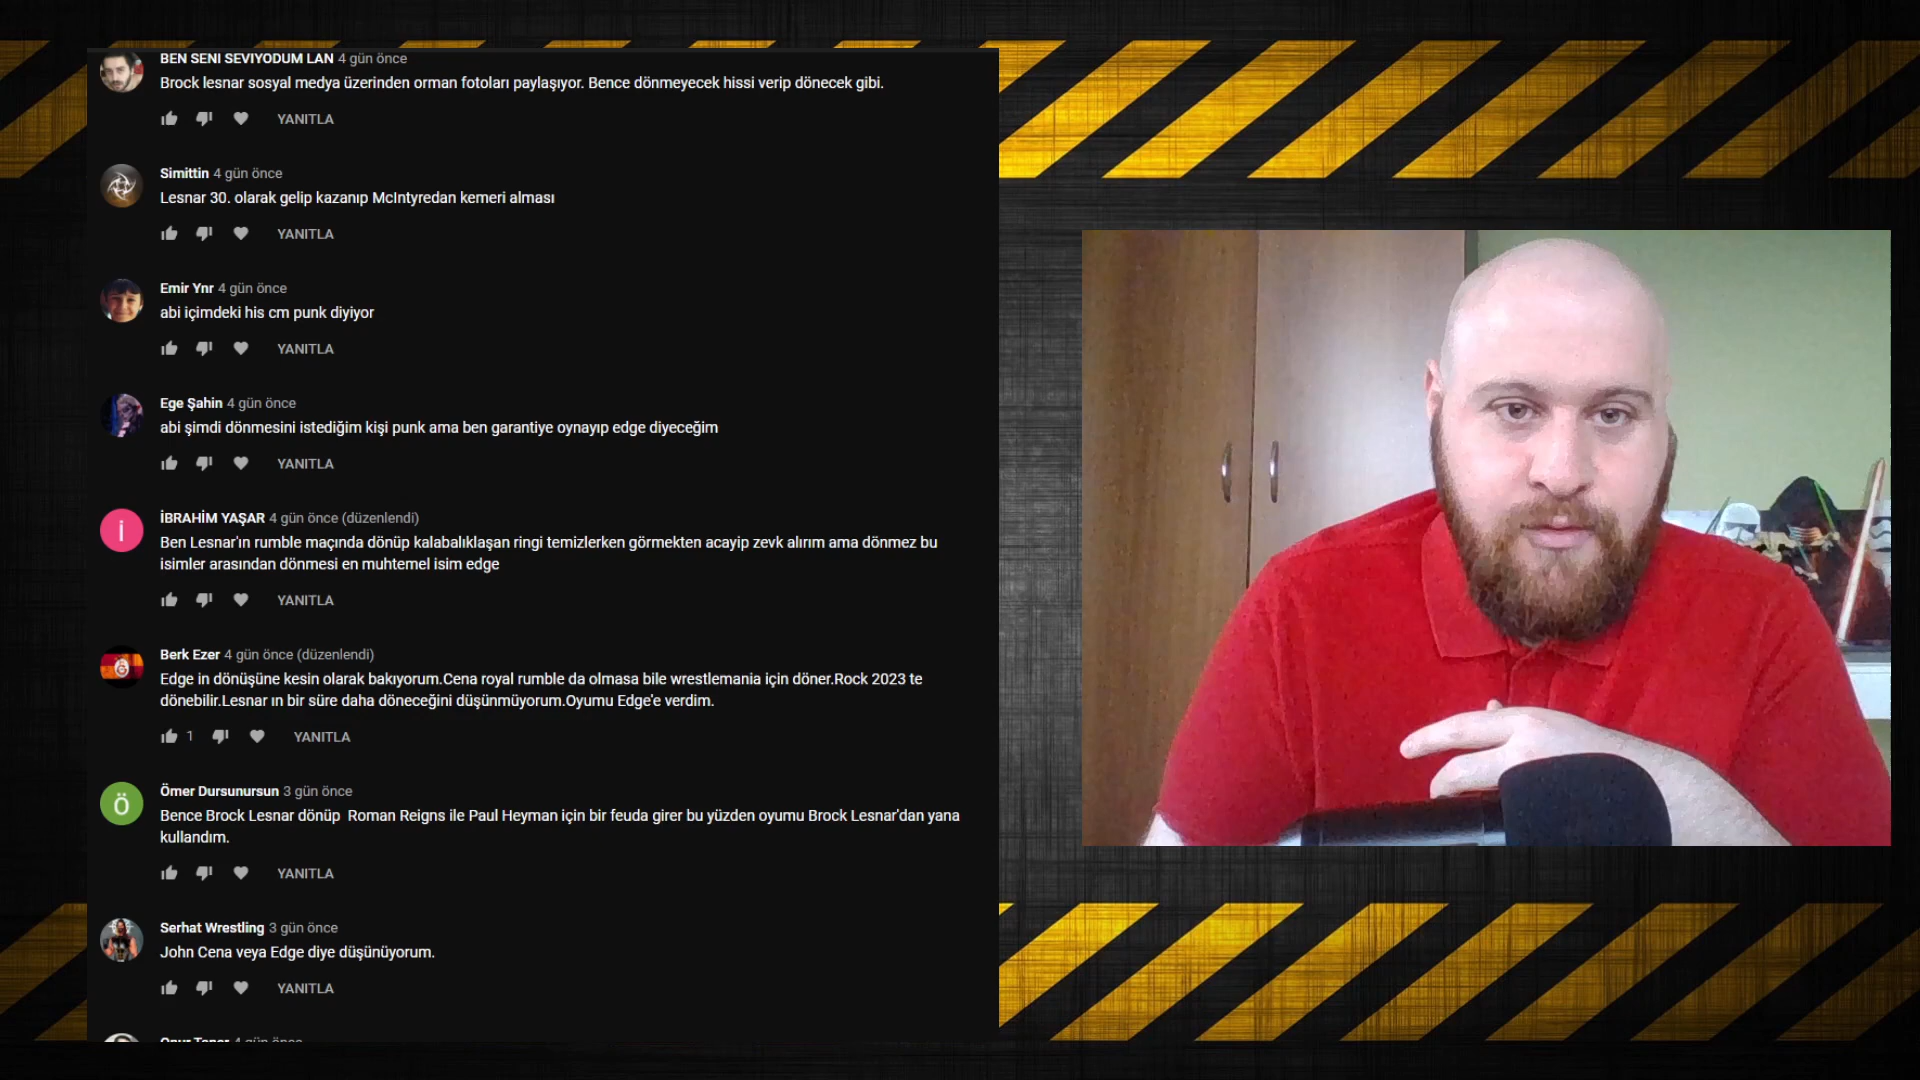 BEN SENI SEVIYODUM LAN 4 gün önce
Brock lesnar sosyal medya üzerinden orman fotoları paylaşıyor. Bence dönmeyecek hissi verip dönecek gibi.
YANITLA
Simittin 4 gün önce
Lesnar 30. olarak gelip kazanıp McIntyredan kemeri alması
YANITLA
Emir Ynr 4 gün önce
abi içimdeki his cm punk diyiyor
YANITLA
Ege Şahin 4 gün önce
abi şimdi dönmesini istediğim kişi punk ama ben garantiye oynayıp edge diyeceğim
YANITLA
İ
İBRAHİM YAŞAR 4 gün önce (düzenlendi)
Ben Lesnar'ın rumble maçında dönüp kalabalıklaşan ringi temizlerken görmekten acayip zevk alırım ama dönmez bu
isimler arasından dönmesi en muhtemel isim edge
YANITLA
Berk Ezer 4 gün önce (düzenlendi)
Edge in dönüşüne kesin olarak bakıyorum.Cena royal rumble da olmasa bile wrestlemania için döner.Rock 2023 te
dönebilir.Lesnar ın bir süre daha döneceğini düşünmüyorum.Oyumu Edge'e verdim.
1 YANITLA
Ö
Ömer Dursunursun 3 gün önce
Bence Brock Lesnar dönüp Roman Reigns ile Paul Heyman için bir feuda girer bu yüzden oyumu Brock Lesnar'dan yana
kullandım.
YANITLA
Serhat Wrestling 3 gün önce
John Cena veya Edge diye düşünüyorum.
YANITLA